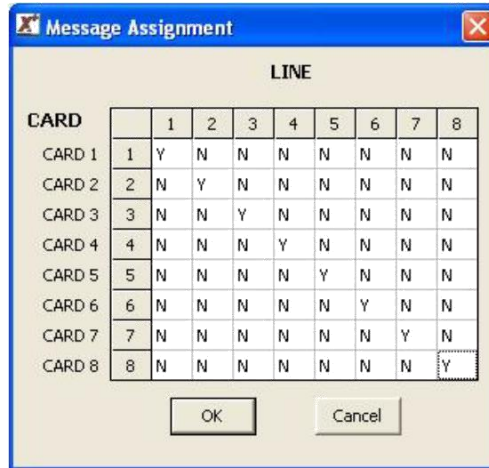 Message Assignment
LINE
CARD 1 2 3 4 5 6 7 8
CARD 1 1 Y N N N N N N N
CARD 2 2 N Y N N N N N N
CARD 3 3 N N Y N N N N N
CARD 4 4 N N N Y N N N N
CARD 5 5 N N N N Y N N N
CARD 6 6 N N N N N Y N N
CARD 7 7 N N N N N N Y N
CARD 8 8 N N N N N N N Y
OK Cancel